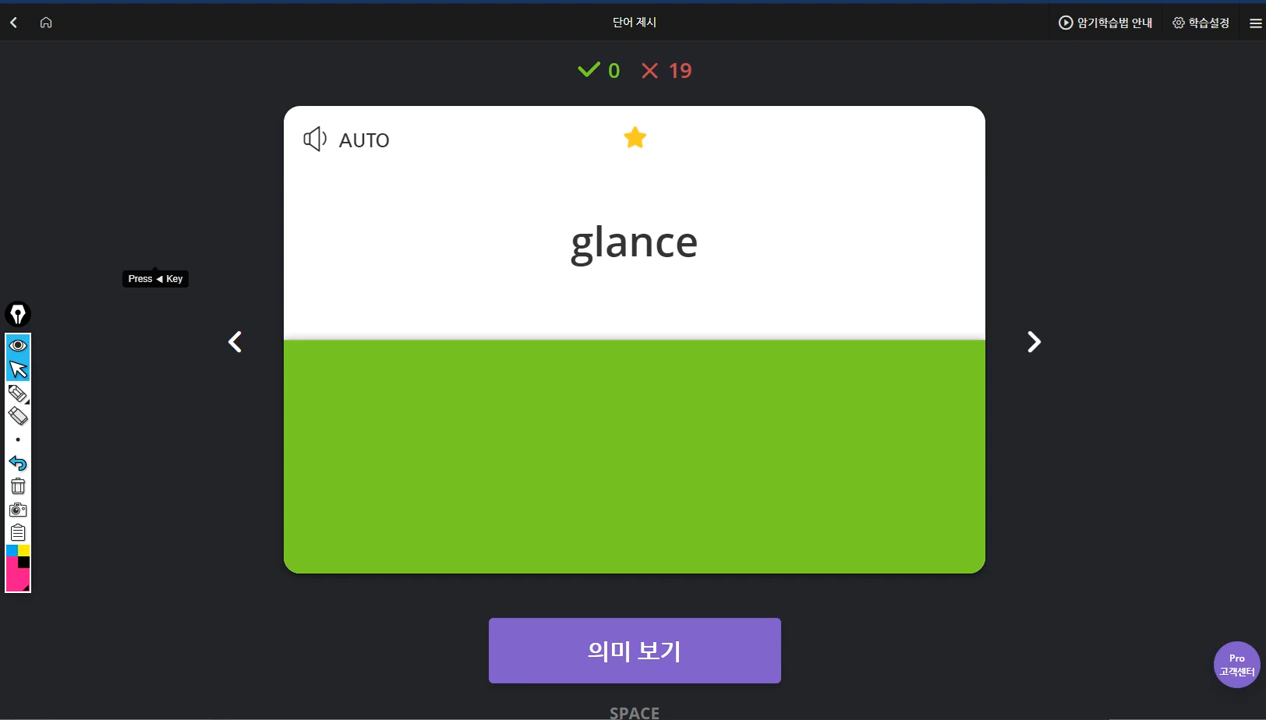 단어 제시
암기학습법 안내
학습설정
0
19
AUTO
glance
Press ◀ Key
의미 보기
Pro
고객센터
SPACE